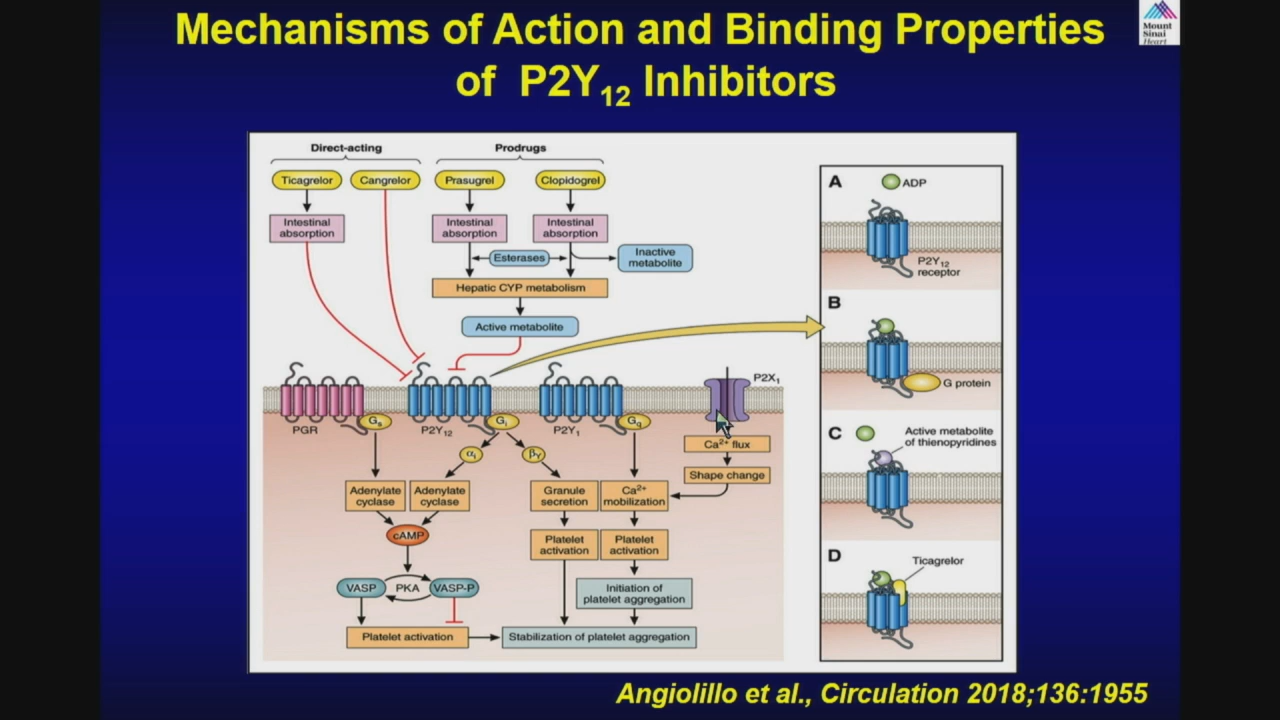 Mechanisms of Action and Binding Properties
of P2Y12 Inhibitors
Mount
Sinai
Heart
Direct-acting
Prodrugs
Ticagrelor
Cangrelor
Prasugrel
Clopidogrel
Intestinal
absorption
Intestinal
absorption
Intestinal
absorption
Esterases
Inactive
metabolite
Hepatic CYP metabolism
Active metabolite
PGR
Gs
P2Y12
Gi
P2Y1
Gq
P2X1
αi
βγ
Ca2+ flux
Shape change
Adenylate
cyclase
Adenylate
cyclase
Granule
secretion
Ca2+
mobilization
cAMP
Platelet
activation
Platelet
activation
VASP
PKA
VASP-P
Initiation of
platelet aggregation
Platelet activation
Stabilization of platelet aggregation
A
ADP
P2Y12
receptor
B
G protein
C
Active metabolite
of thienopyridines
D
Ticagrelor
Angiolillo et al., Circulation 2018;136:1955